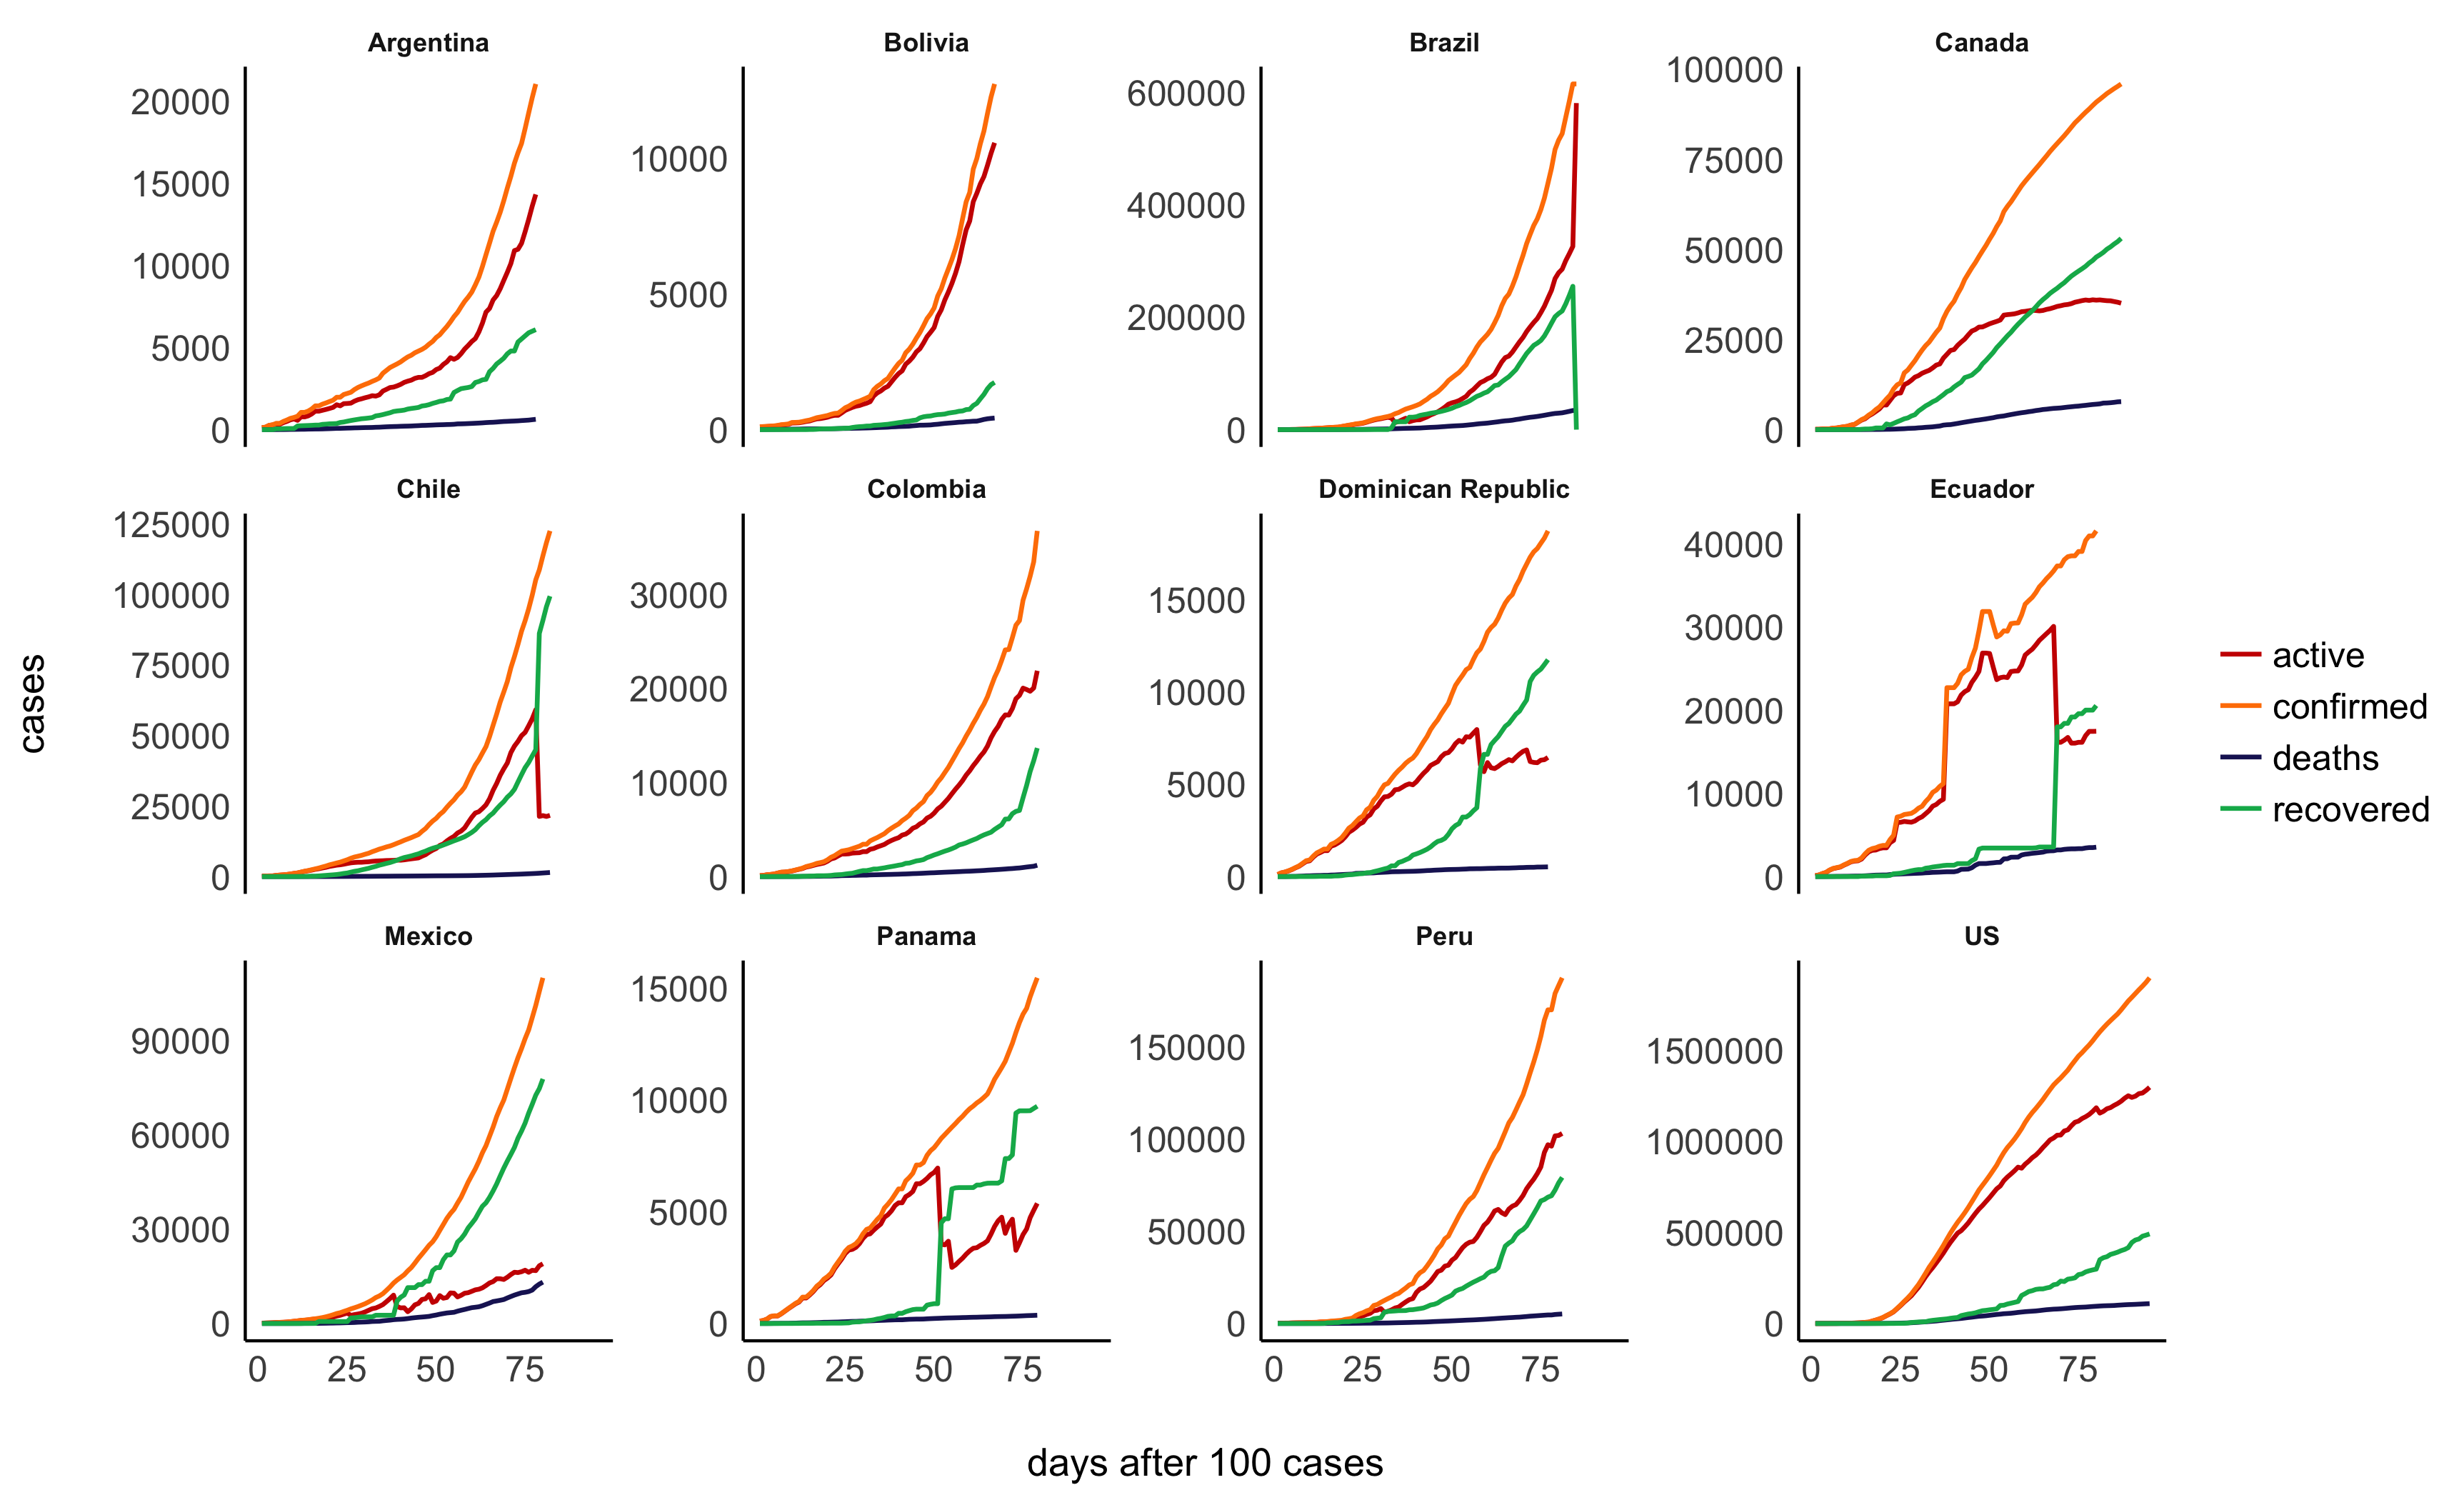 Argentina
Bolivia
Brazil
Canada
20000
15000
10000
5000
0
10000
5000
0
600000
400000
200000
0
100000
75000
50000
25000
0
Chile
Colombia
Dominican Republic
Ecuador
125000
100000
75000
50000
25000
0
30000
20000
10000
0
15000
10000
5000
0
40000
30000
20000
10000
0
Mexico
Panama
Peru
US
90000
60000
30000
0
15000
10000
5000
0
150000
100000
50000
0
1500000
1000000
500000
0
0 25 50 75
0 25 50 75
0 25 50 75
0 25 50 75
cases
days after 100 cases
active
confirmed
deaths
recovered